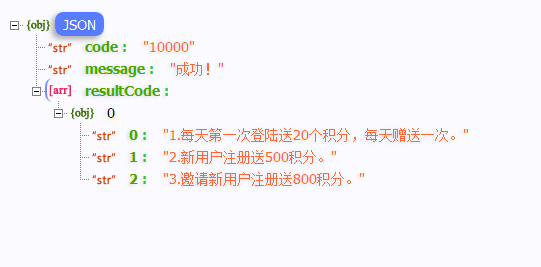 {obj} JSON
"str" code : "10000"
"str" message : "成功！"
[arr] resultCode :
{obj} 0
"str" 0 : "1.每天第一次登陆送20个积分，每天赠送一次。"
"str" 1 : "2.新用户注册送500积分。"
"str" 2 : "3.邀请新用户注册送800积分。"